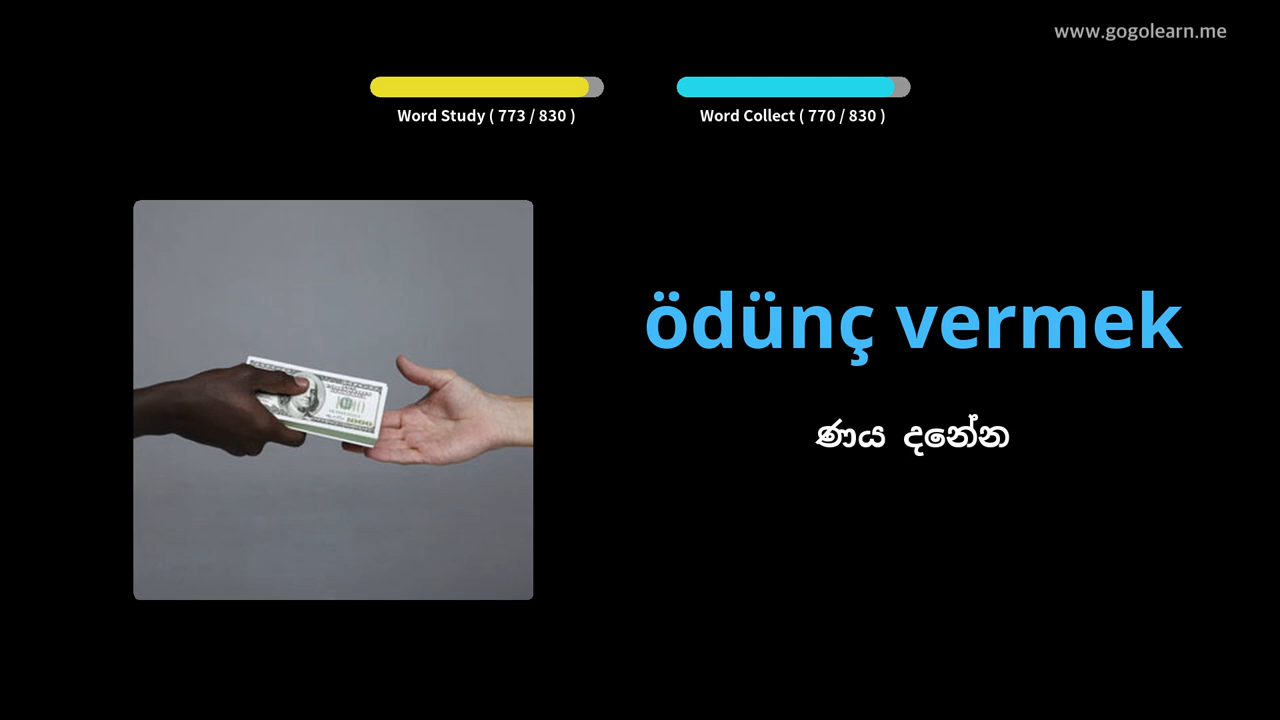 www.gogolearn.me
Word Study ( 773 / 830 )
Word Collect ( 770 / 830 )
ödünç vermek
ණය දෙන්න